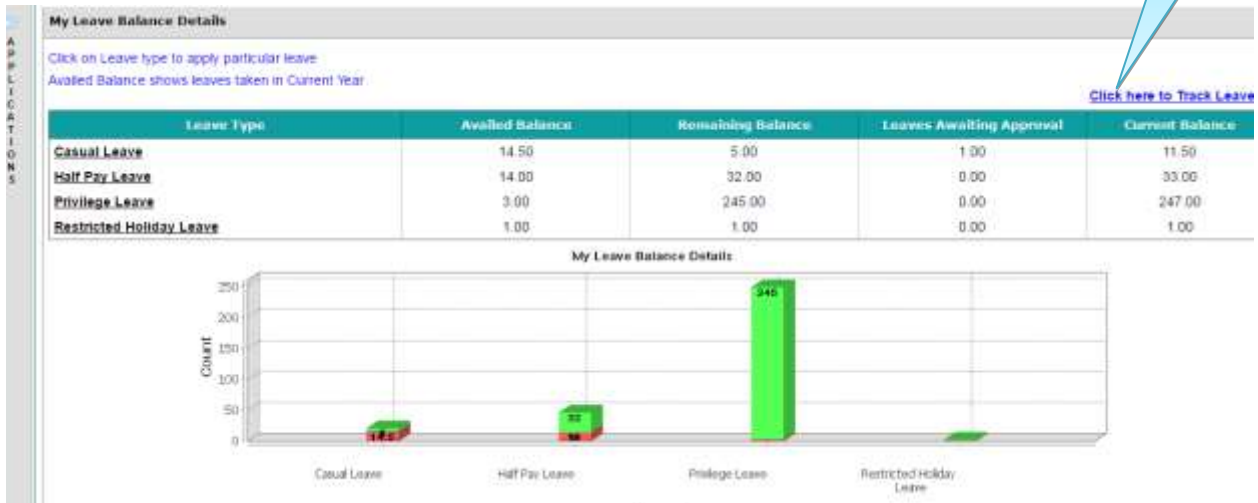 My Leave Balance Details
APPLICATIONS
Click on Leave type to apply particular leave
Availed Balance shows leaves taken in Current Year
Click here to Track Leave
Leave Type Availed Balance Remaining Balance Leaves Awaiting Approval Current Balance
Casual Leave 14.50 5.00 1.00 11.50
Half Pay Leave 14.00 32.00 0.00 33.00
Privilege Leave 3.00 245.00 0.00 247.00
Restricted Holiday Leave 1.00 1.00 0.00 1.00
My Leave Balance Details
250
200
150
100
50
0
Count
245
32
14.5
Casual Leave
Half Pay Leave
Privilege Leave
Restricted Holiday
Leave